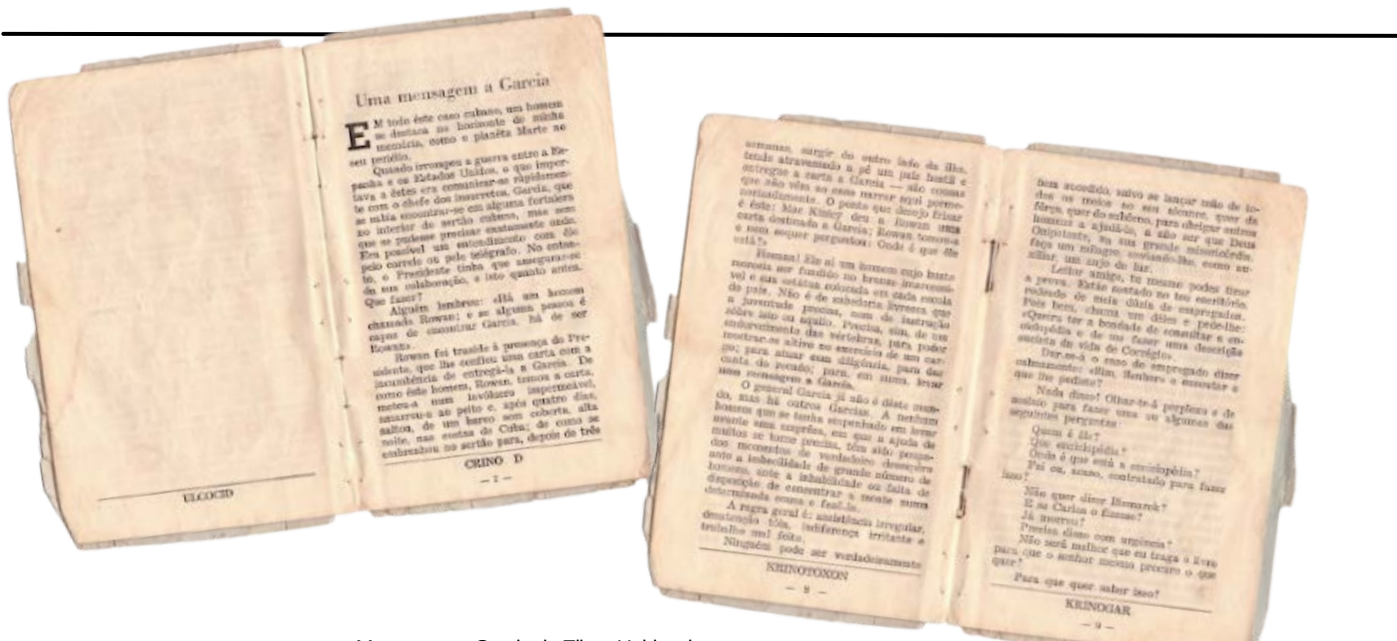 ULCOCID
Uma mensagem a Garcia
EM todo êste caso cubano, um homem
se destaca no horizonte de minha
memória, como o planêta Marte no
seu periélio.
Quando irrompeu a guerra entre a Es-
panha e os Estados Unidos, o que impor-
tava a êstes era comunicar-se ràpidamen-
te com o chefe dos insurretos, Garcia, que
se sabia encontrar-se em alguma fortaleza
no interior do sertão cubano, mas sem
que se pudesse precisar exatamente onde.
Era possível um entendimento com êle
pelo correio ou pelo telégrafo. No entan-
to, o Presidente tinha que assegurar-se
da sua colaboração, e isto quanto antes.
Que fazer?
Alguém lembrou: «Há um homem
chamado Rowan; e se alguma pessoa é
capaz de encontrar Garcia, há de ser
Rowan».
Rowan foi trazido à presença do Pre-
sidente, que lhe confiou uma carta com a
incumbência de entregá-la a Garcia. De
como êste homem, Rowan, tomou a carta,
meteu-a num invólucro impermeável,
amarrou-o ao peito e, após quatro dias,
saltou, de um barco sem coberta, alta
noite, nas costas de Cuba; de como se
embrenhou no sertão para, depois de três
CRINO D
— 7 —
semanas, surgir do outro lado da ilha,
tendo atravessado a pé um país hostil e
entregue a carta a Garcia — são cousas
que não vêm ao caso narrar aqui porme-
norizadamente. O ponto que desejo frisar
é êste: Mac Kinley deu a Rowan uma
carta destinada a Garcia; Rowan tomou-a
e nem sequer perguntou: Onde é que êle
está?»
Hosana! Eis aí um homem cujo busto
merecia ser fundido no bronze
e sua estátua colocada em cada escola
do país. Não é de sabedoria livresca que
a juventude precisa, nem de instrução
sôbre isto ou aquilo. Precisa, sim, de um
endurecimento das vértebras, para poder
mostrar-se altivo no exercício de um car-
go; para atuar com diligência, para dar
conta do recado; para, em suma, levar
uma mensagem a Garcia.
O general Garcia já não é dêste mun-
do, mas há outros Garcias. A nenhum
homem que se tenha empenhado em levar
avante uma emprêsa, em que a ajuda de
muitos se torne precisa, têm sido poupa-
dos momentos de verdadeiro desespêro
ante a imbecilidade de grande número de
homens, ante a inhabilidade ou falta de
disposição de concentrar a mente numa
determinada cousa e fazê-la.
A regra geral é: assistência irregular,
desatenção tôla, indiferença irritante e
trabalho mal feito.
Ninguém pode ser verdadeiramente
KRINOTOXON
— 8 —
bem sucedido, salvo se lançar mão de to-
dos os meios ao seu alcance, quer da
fôrça, quer do subôrno, para obrigar outros
homens a ajudá-lo, a não ser que Deus
Onipotente, na sua grande misericórdia,
faça um milagre, enviando-lhe, como au-
xiliar, um anjo de luz.
Leitor amigo, tu mesmo podes tirar
a prova. Estás sentado no teu escritório,
rodeado de meia dúzia de empregados.
Pois bem, chama um dêles e pede-lhe:
«Queira ter a bondade de consultar a en-
ciclopédia e de me fazer uma descrição
sucinta da vida de Corrégio».
Dar-se-á o caso do empregado dizer
calmamente: «Sim, Senhor» e executar o
que lhe pediste?
Nada disso! Olhar-te-á perplexo e de
soslaio para fazer uma ou algumas das
seguintes perguntas:
Quem é êle?
Que enciclopédia?
Onde é que está a enciclopédia?
Fui eu, acaso, contratado para fazer
isso?
Não quer dizer Bismarck?
E se Carlos o fizesse?
Já morreu?
Precisa disso com urgência?
Não será melhor que eu traga o livro
para que o senhor mesmo procure o que
quer?
Para que quer saber isso?
KRINOGAR
— 9 —